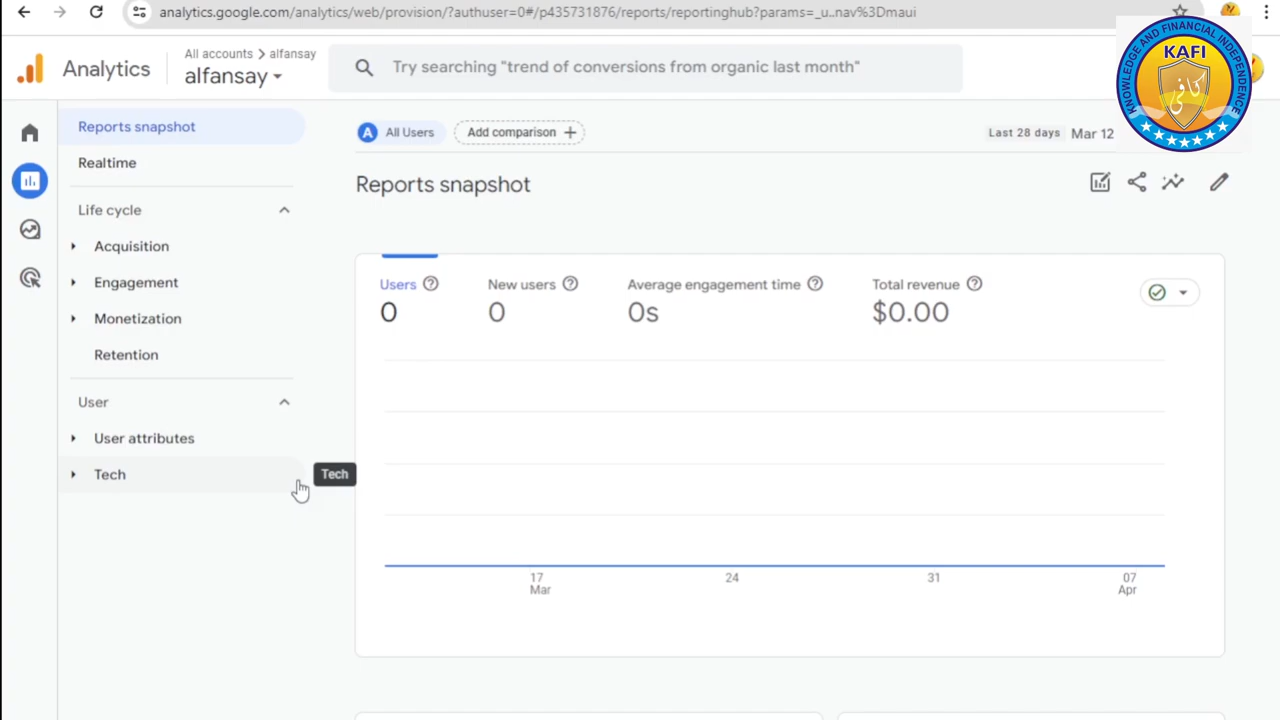 analytics.google.com/analytics/web/provision/?authuser=0#/p435731876/reports/reportinghub?params=_u..nav%3Dmaui
KNOWLEDGE AND FINANCIAL INDEPENDENCE
KAFI
كافي
Analytics
All accounts > alfansay
alfansay
Try searching "trend of conversions from organic last month"
Reports snapshot
Realtime
Life cycle
Acquisition
Engagement
Monetization
Retention
User
User attributes
Tech
Tech
A All Users
Add comparison +
Last 28 days Mar 12
Reports snapshot
Users
0
New users
0
Average engagement time
0s
Total revenue
$0.00
17 24 31 07
Mar Apr